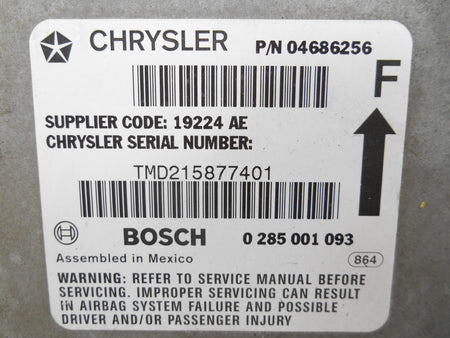 CHRYSLER P/N 04686256
F
SUPPLIER CODE: 19224 AE
CHRYSLER SERIAL NUMBER:
TMD215877401
BOSCH 0 285 001 093
Assembled in Mexico 864
WARNING: REFER TO SERVICE MANUAL BEFORE
SERVICING. IMPROPER SERVICING CAN RESULT
IN AIRBAG SYSTEM FAILURE AND POSSIBLE
DRIVER AND/OR PASSENGER INJURY